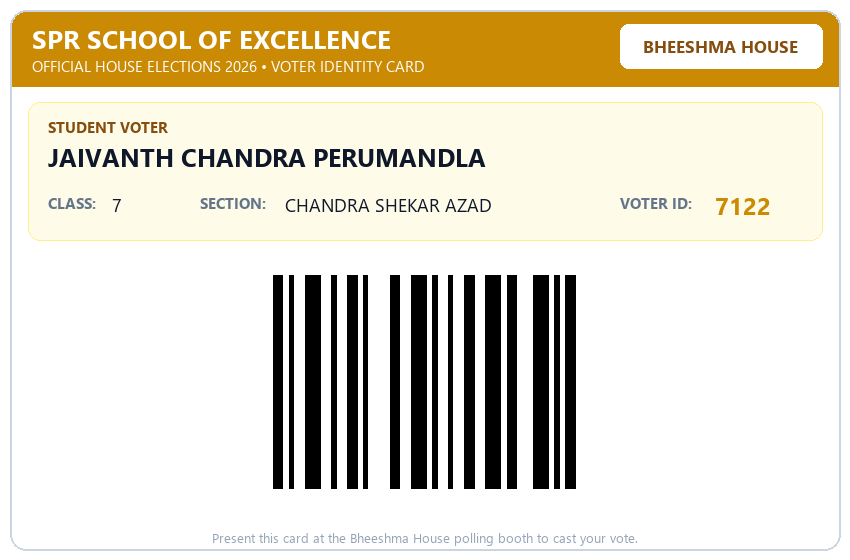 SPR SCHOOL OF EXCELLENCE
OFFICIAL HOUSE ELECTIONS 2026 • VOTER IDENTITY CARD
BHEESHMA HOUSE
STUDENT VOTER
JAIVANTH CHANDRA PERUMANDLA
CLASS: 7 SECTION: CHANDRA SHEKAR AZAD VOTER ID: 7122
Present this card at the Bheeshma House polling booth to cast your vote.